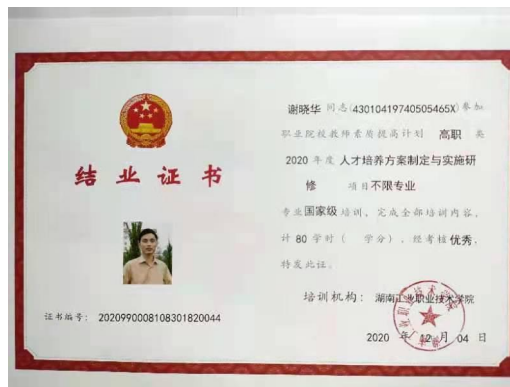 结业证书
证书编号： 2020990008108301820044
谢晓华 同志(43010419740505465X)参加
职业院校教师素质提高计划 高职 类
2020 年度 人才培养方案制定与实施研
修 项目不限专业
专业国家级培训，完成全部培训内容，
计 80 学时（ 学分），经考核优秀，
特发此证。
培训机构： 湖南工业职业技术学院
2020 年 12 月 04 日